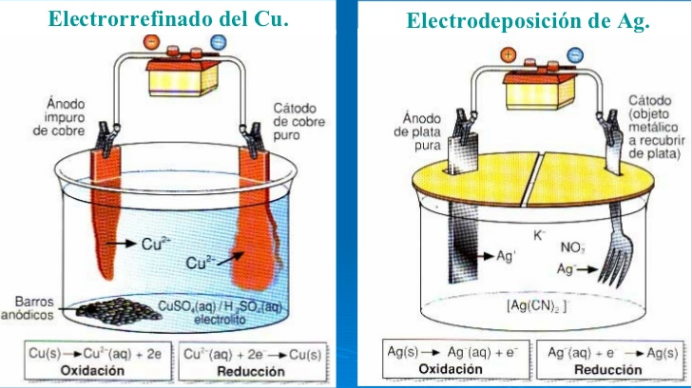 Electrorrefinado del Cu.
+ −
Ánodo
impuro
de cobre
Cátodo
de cobre
puro
Cu²⁺
Cu²⁺
Barros
anódicos
CuSO₄(aq)/H₂SO₄(aq)
electrolito
Cu(s)→Cu²⁺(aq) + 2e
Oxidación
Cu²⁺(aq) + 2e → Cu(s)
Reducción
Electrodeposición de Ag.
+ −
Ánodo
de plata
pura
Cátodo
(objeto
metálico
a recubrir
de plata)
K⁻
NO₃⁻
Ag⁺
Ag⁺
[Ag(CN)₂]⁻
Ag(s) → Ag⁺(aq) + e⁻
Oxidación
Ag⁺(aq) + e → Ag(s)
Reducción